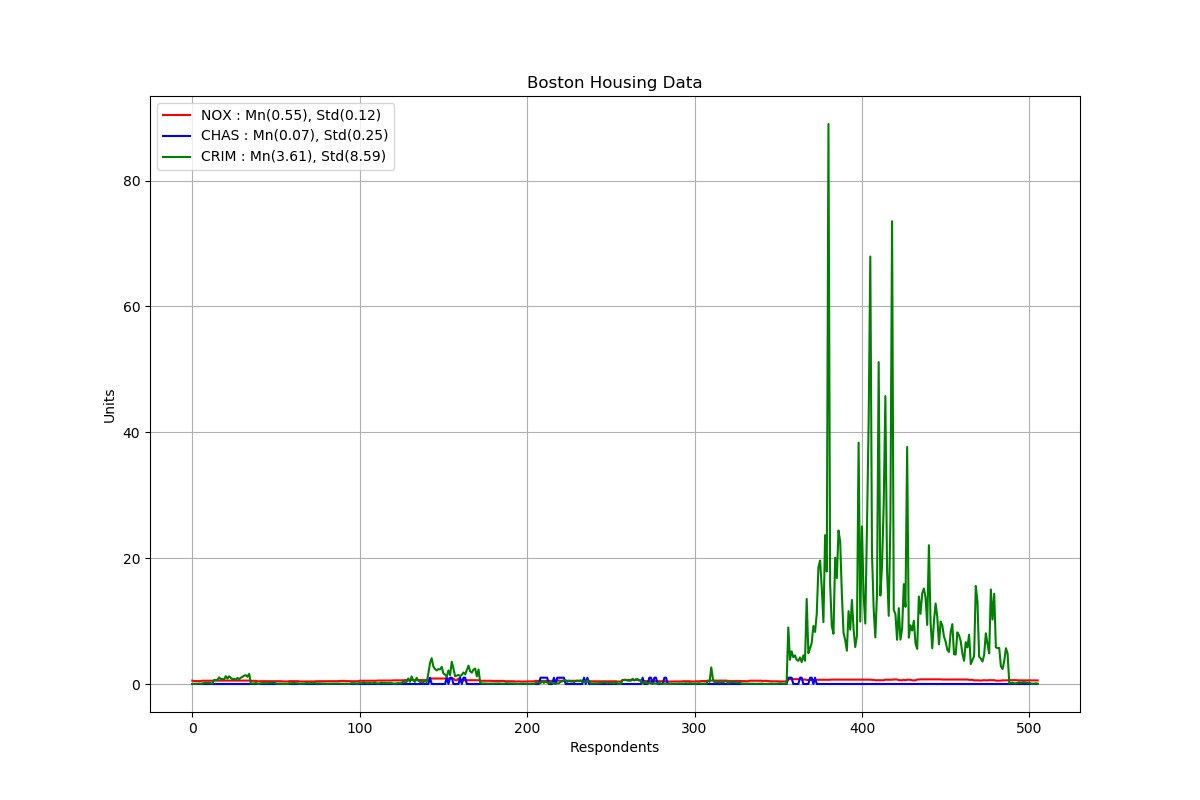 Boston Housing Data
NOX : Mn(0.55), Std(0.12)
CHAS : Mn(0.07), Std(0.25)
CRIM : Mn(3.61), Std(8.59)
80
60
40
20
0
Units
0 100 200 300 400 500
Respondents